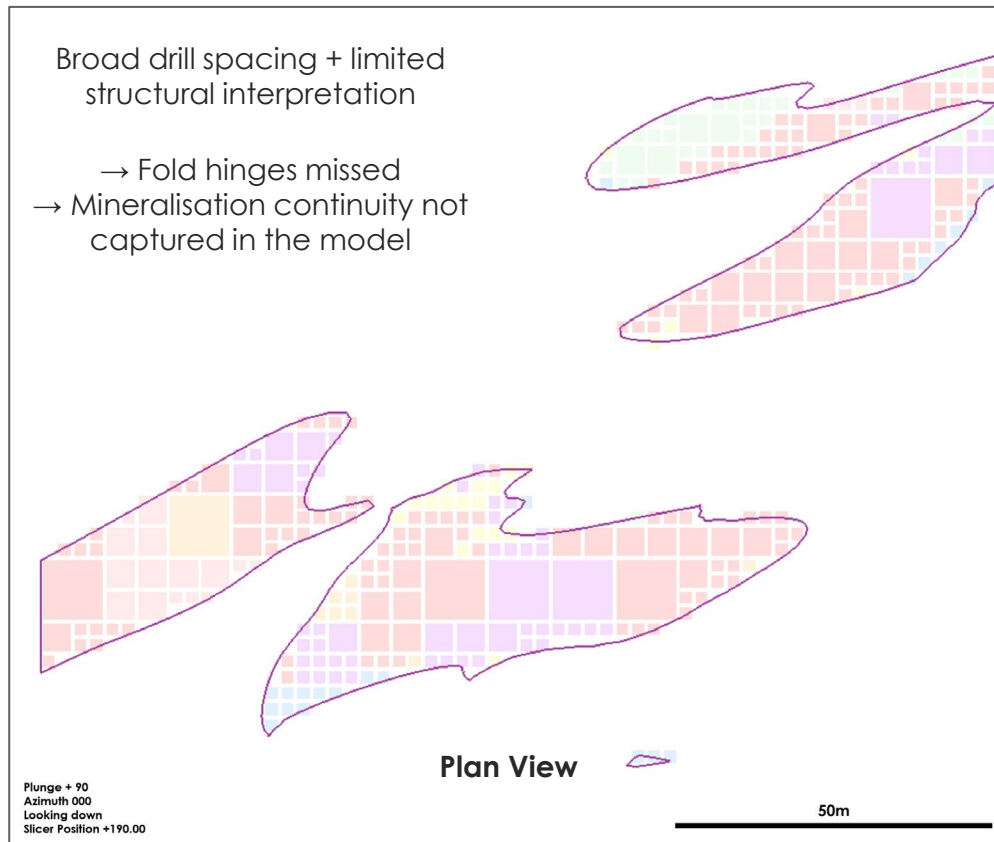 Broad drill spacing + limited
structural interpretation
→ Fold hinges missed
→ Mineralisation continuity not
captured in the model
Plan View
Plunge + 90
Azimuth 000
Looking down
Slicer Position +190.00
50m